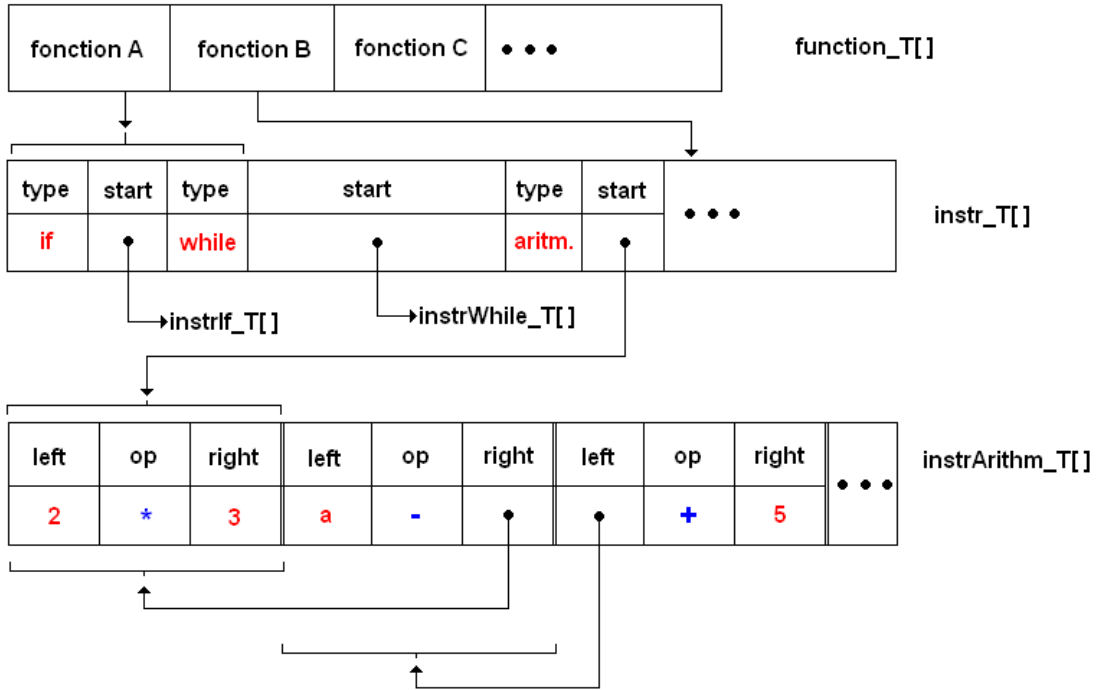 fonction A fonction B fonction C ● ● ● function_T[]
type start type start type start ● ● ● instr_T[]
if while aritm.
instrIf_T[] instrWhile_T[]
left op right left op right left op right ● ● ● instrArithm_T[]
2 * 3 a - + 5